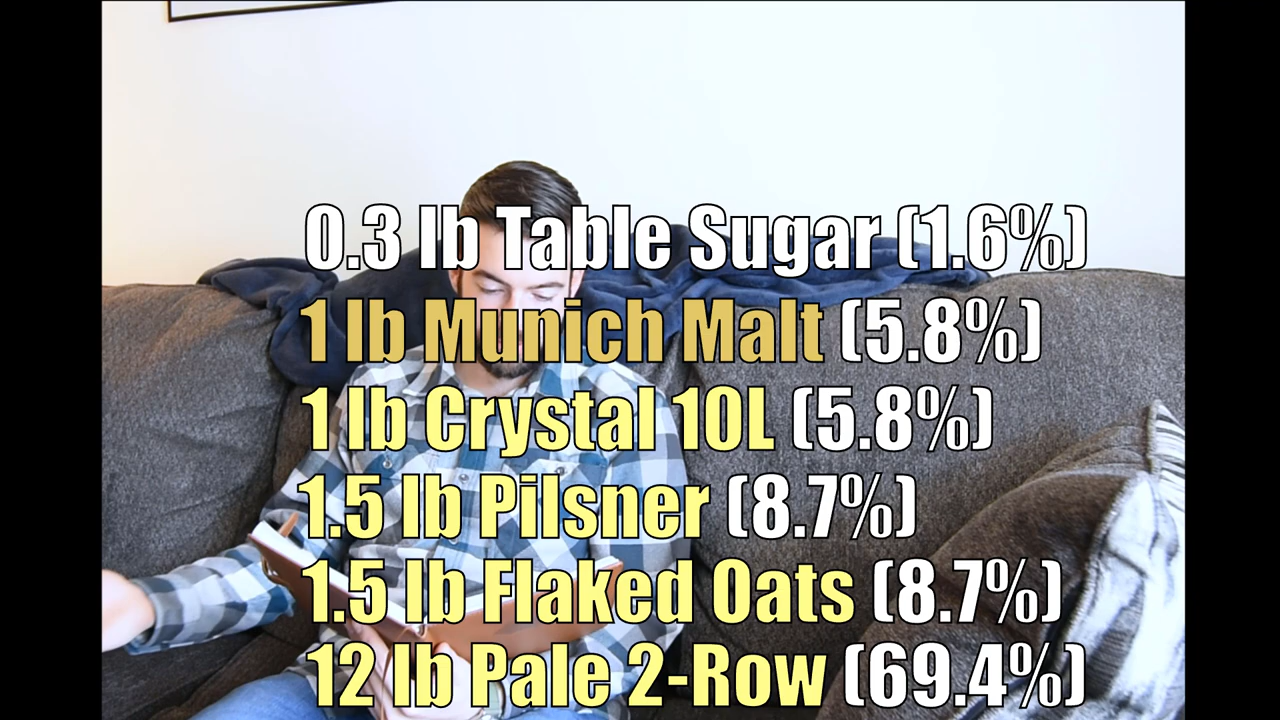 0.3 lb Table Sugar (1.6%)
1 lb Munich Malt (5.8%)
1 lb Crystal 10L (5.8%)
1.5 lb Pilsner (8.7%)
1.5 lb Flaked Oats (8.7%)
12 lb Pale 2-Row (69.4%)